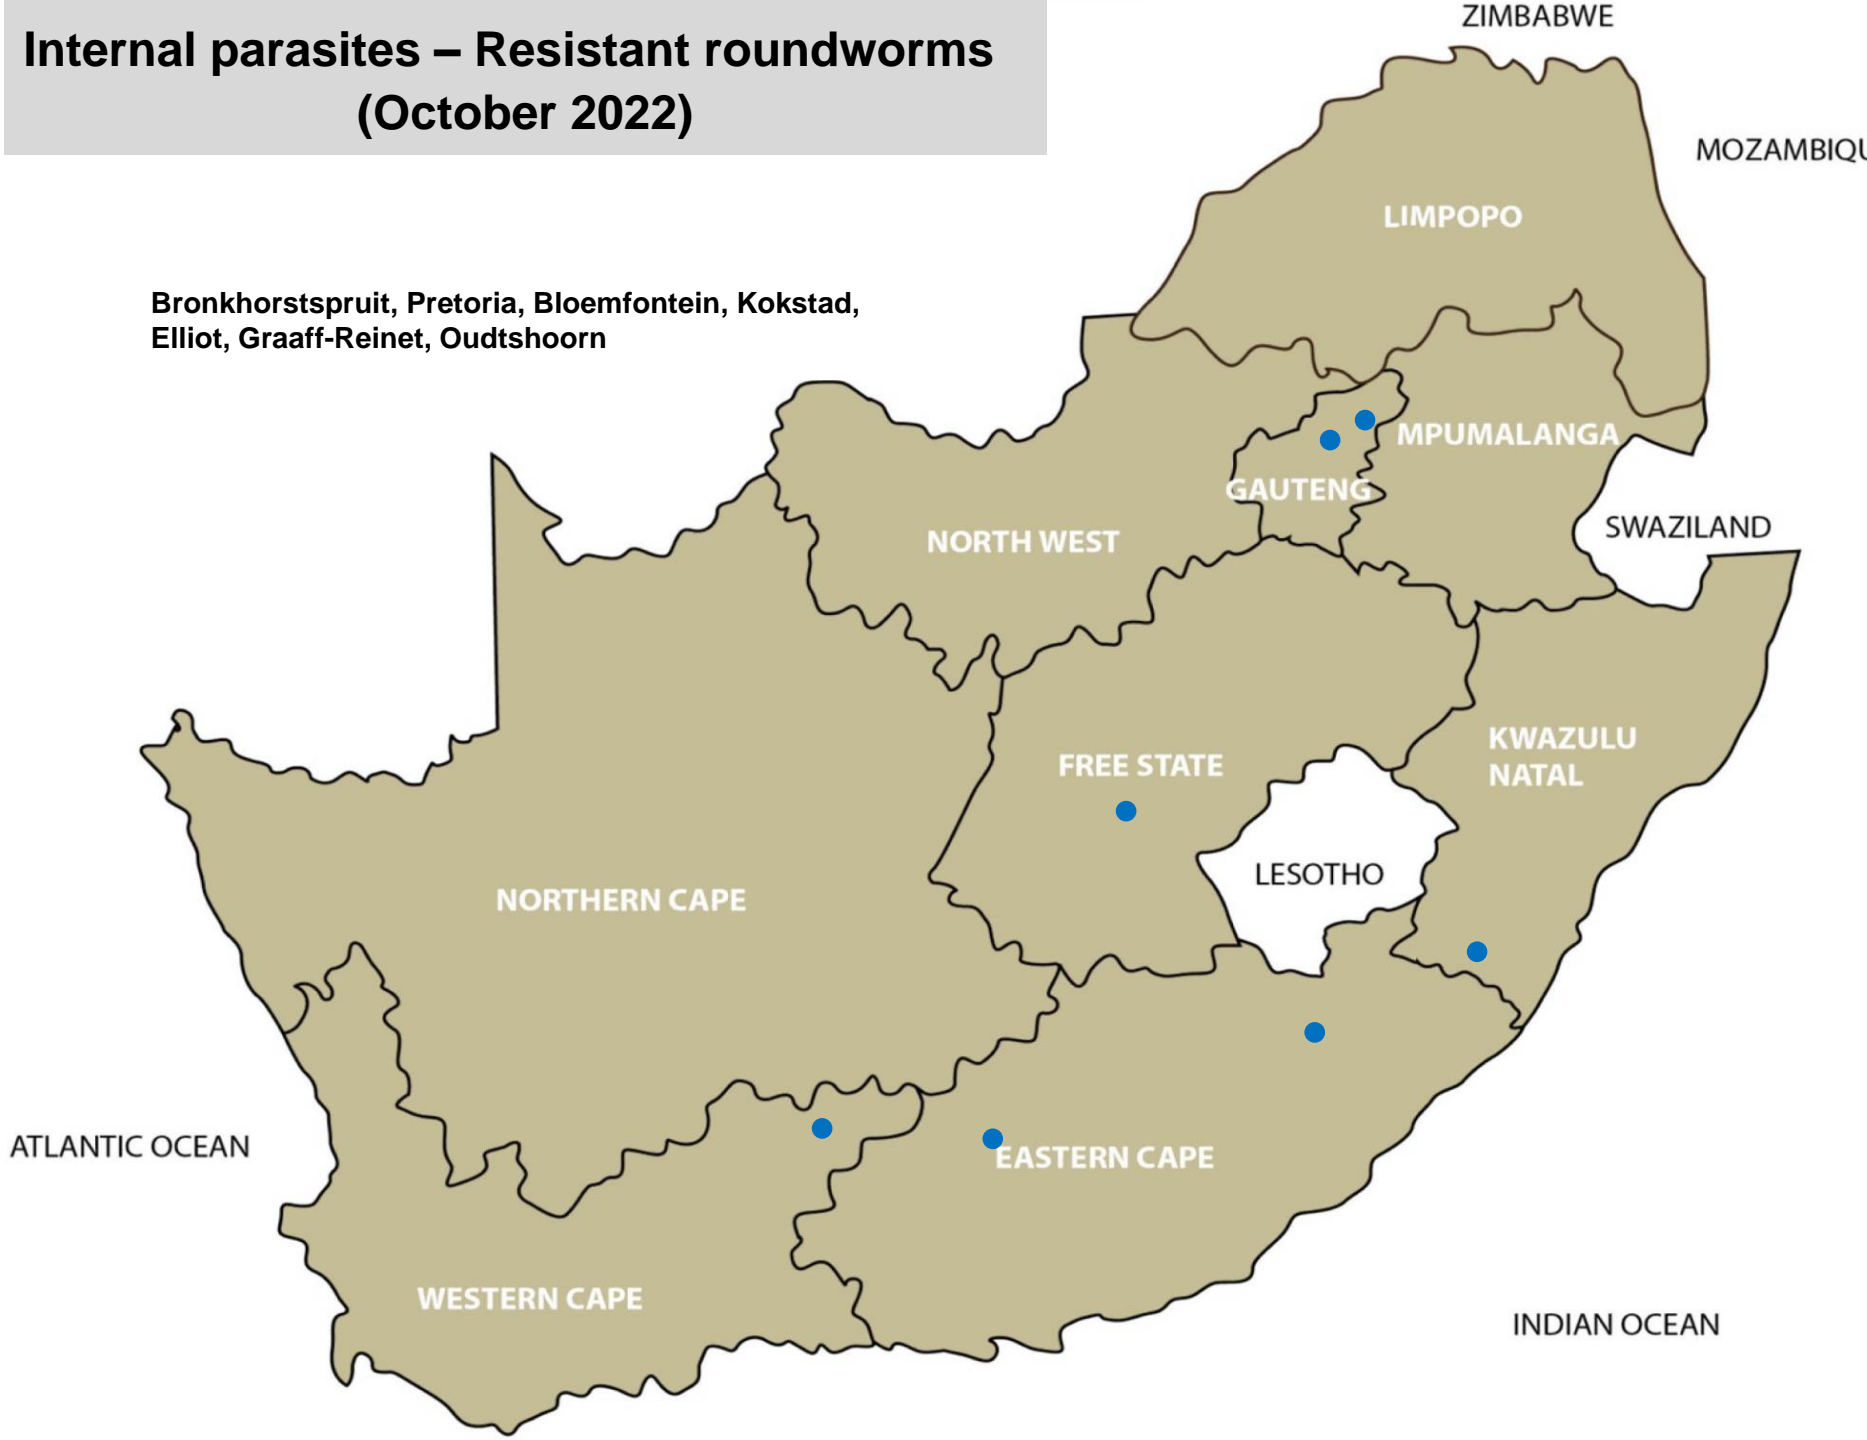 Internal parasites – Resistant roundworms
(October 2022)
ZIMBABWE
MOZAMBIQU
LIMPOPO
Bronkhorstspruit, Pretoria, Bloemfontein, Kokstad,
Elliot, Graaff-Reinet, Oudtshoorn
MPUMALANGA
GAUTENG
SWAZILAND
NORTH WEST
KWAZULU
NATAL
FREE STATE
LESOTHO
NORTHERN CAPE
ATLANTIC OCEAN
EASTERN CAPE
WESTERN CAPE
INDIAN OCEAN